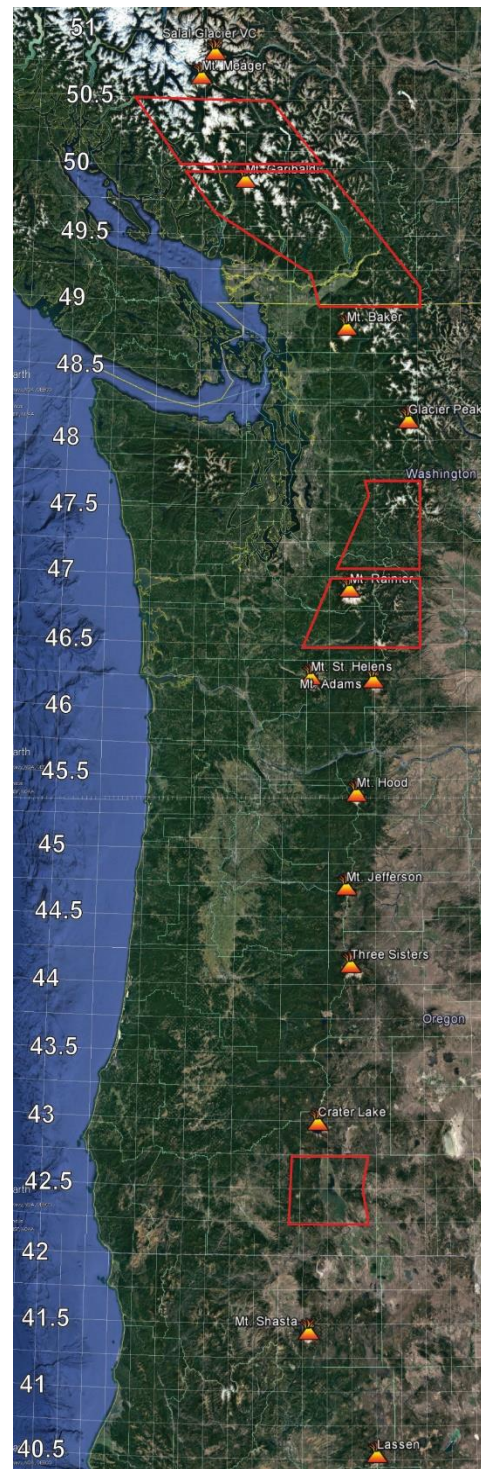 51
Salal Glacier VC
Mt. Meager
50.5
50
Mt. Garibaldi
49.5
49
Mt. Baker
48.5
arth
Glacier Peak
48
Washington
47.5
47
Mt. Rainier
46.5
Mt. St. Helens
Mt. Adams
46
arth
45.5
Mt. Hood
45
Mt. Jefferson
44.5
Three Sisters
44
Oregon
43.5
43
Crater Lake
42.5
arth
42
41.5
Mt. Shasta
41
40.5
Lassen